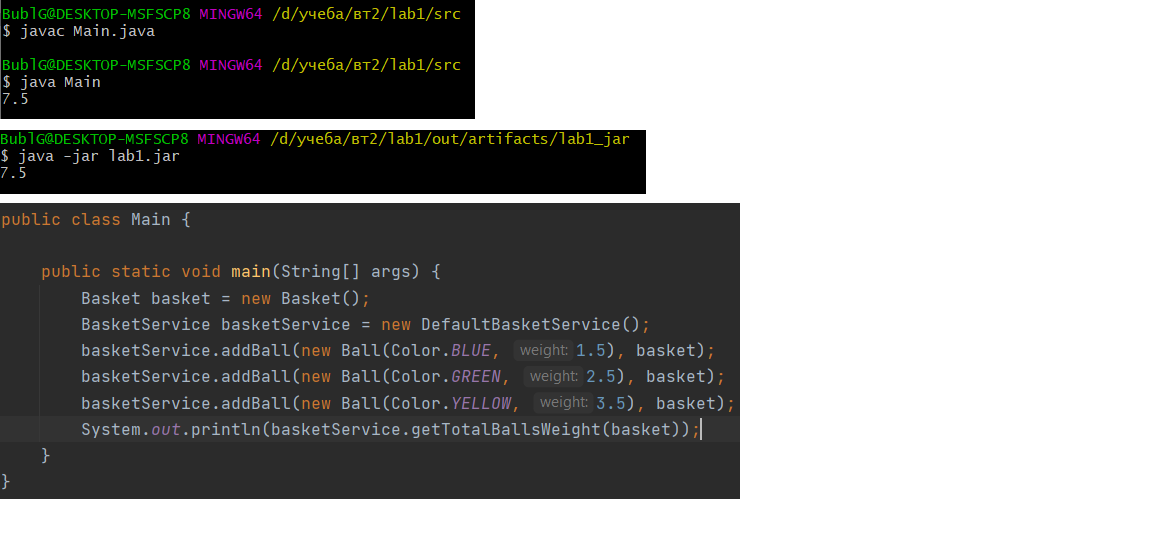 BublG@DESKTOP-MSFSCP8 MINGW64 /d/учеба/вт2/lab1/src
$ javac Main.java
BublG@DESKTOP-MSFSCP8 MINGW64 /d/учеба/вт2/lab1/src
$ java Main
7.5
BublG@DESKTOP-MSFSCP8 MINGW64 /d/учеба/вт2/lab1/out/artifacts/lab1_jar
$ java -jar lab1.jar
7.5
public class Main {
    public static void main(String[] args) {
        Basket basket = new Basket();
        BasketService basketService = new DefaultBasketService();
        basketService.addBall(new Ball(Color.BLUE, weight: 1.5), basket);
        basketService.addBall(new Ball(Color.GREEN, weight: 2.5), basket);
        basketService.addBall(new Ball(Color.YELLOW, weight: 3.5), basket);
        System.out.println(basketService.getTotalBallsWeight(basket));
    }
}